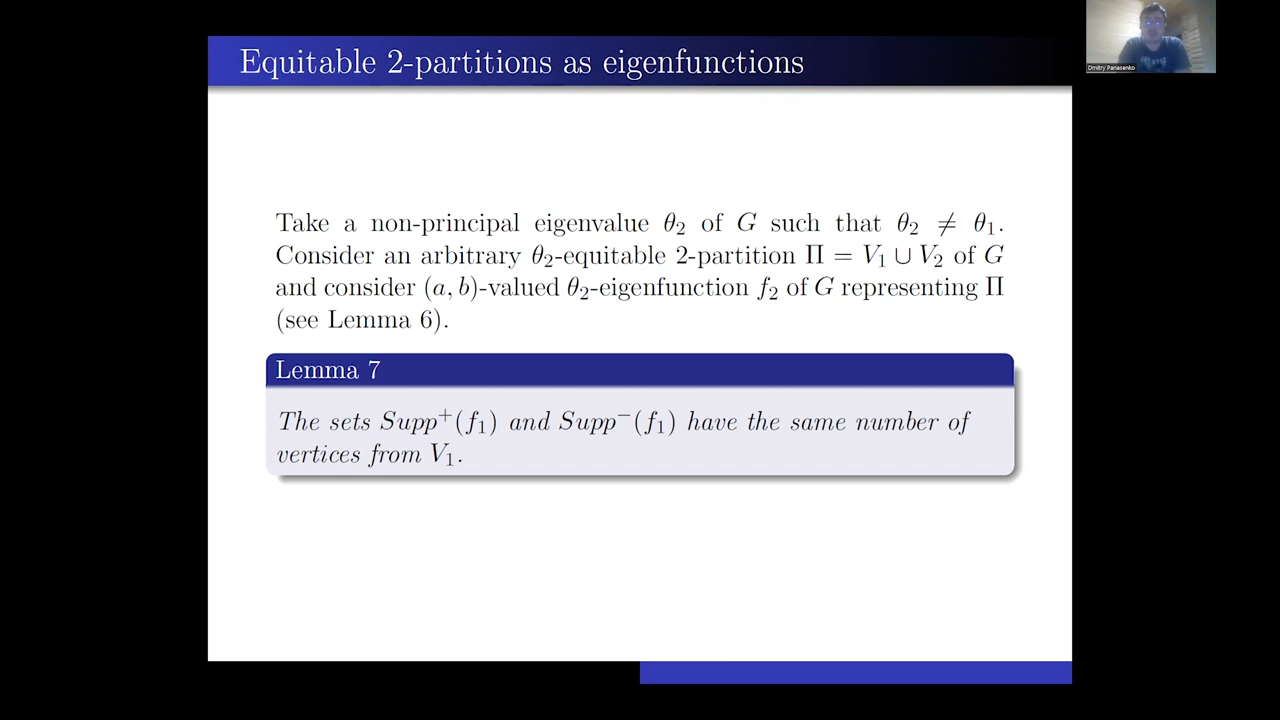 Equitable 2-partitions as eigenfunctions
Dmitry Panasenko
Take a non-principal eigenvalue θ₂ of G such that θ₂ ≠ θ₁.
Consider an arbitrary θ₂-equitable 2-partition Π = V₁ ∪ V₂ of G
and consider (a, b)-valued θ₂-eigenfunction f₂ of G representing Π
(see Lemma 6).
Lemma 7
The sets Supp⁺(f₁) and Supp⁻(f₁) have the same number of
vertices from V₁.